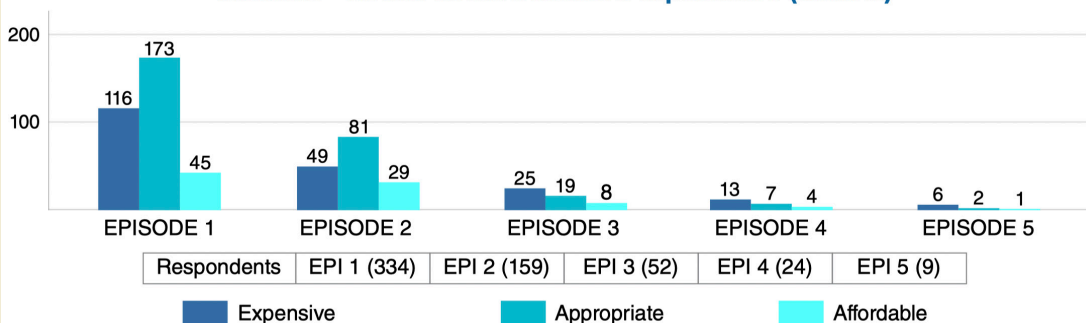 200
173
116
100
81
45
49
29
25
19
8
13
7
4
6
2
1
EPISODE 1
EPISODE 2
EPISODE 3
EPISODE 4
EPISODE 5
Respondents
EPI 1 (334)
EPI 2 (159)
EPI 3 (52)
EPI 4 (24)
EPI 5 (9)
Expensive
Appropriate
Affordable